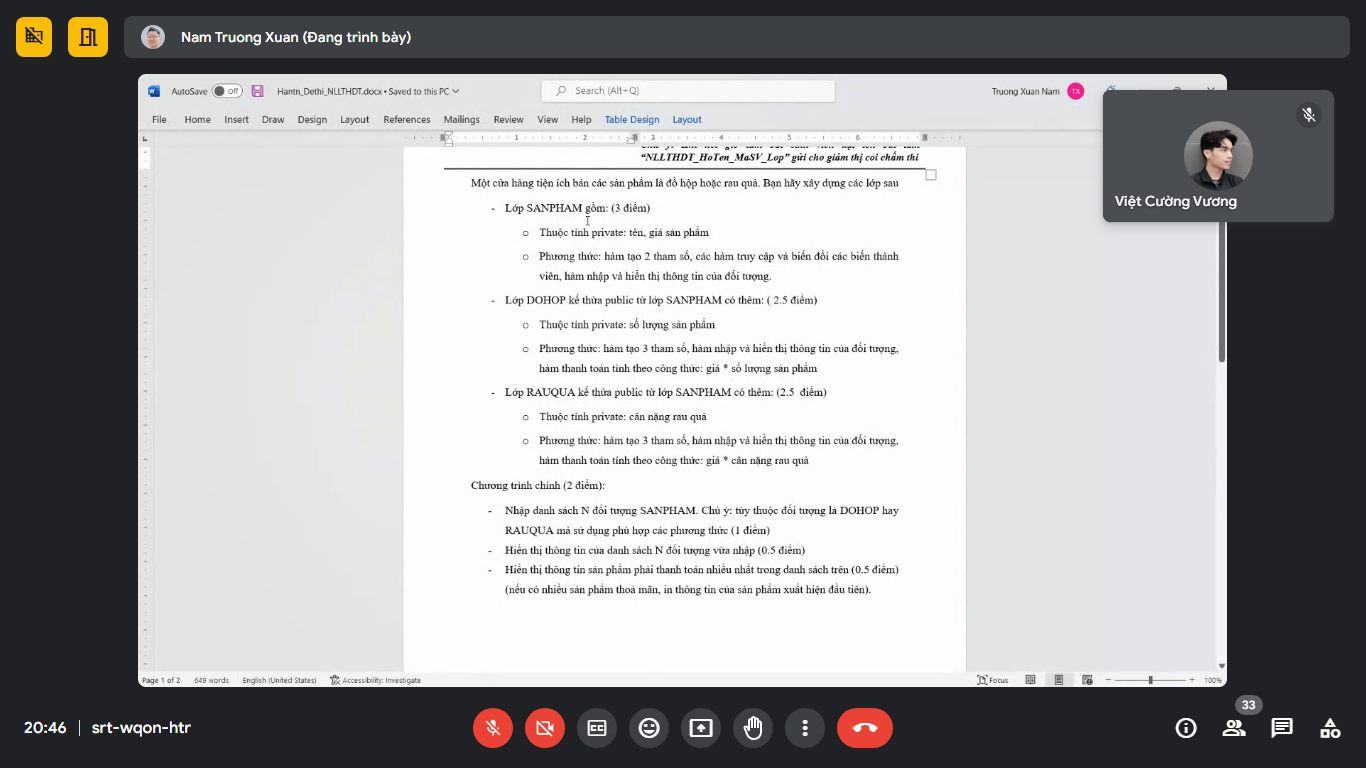 Nam Truong Xuan (Đang trình bày)
AutoSave Off Hantn_Dethi_NLLTHDT.docx • Saved to this PC
Search (Alt+Q)
Truong Xuan Nam TX
File Home Insert Draw Design Layout References Mailings Review View Help Table Design Layout
1 2 3 4 5 6
Việt Cường Vương
“NLLTHDT_HoTen_MaSV_Lop” gửi cho giám thị coi chấm thi
Một cửa hàng tiện ích bán các sản phẩm là đồ hộp hoặc rau quả. Bạn hãy xây dựng các lớp sau
- Lớp SANPHAM gồm: (3 điểm)
o Thuộc tính private: tên, giá sản phẩm
o Phương thức: hàm tạo 2 tham số, các hàm truy cập và biến đổi các biến thành
viên, hàm nhập và hiển thị thông tin của đối tượng.
- Lớp DOHOP kế thừa public từ lớp SANPHAM có thêm: ( 2.5 điểm)
o Thuộc tính private: số lượng sản phẩm
o Phương thức: hàm tạo 3 tham số, hàm nhập và hiển thị thông tin của đối tượng,
hàm thanh toán tính theo công thức: giá * số lượng sản phẩm
- Lớp RAUQUA kế thừa public từ lớp SANPHAM có thêm: (2.5 điểm)
o Thuộc tính private: cân nặng rau quả
o Phương thức: hàm tạo 3 tham số, hàm nhập và hiển thị thông tin của đối tượng,
hàm thanh toán tính theo công thức: giá * cân nặng rau quả
Chương trình chính (2 điểm):
- Nhập danh sách N đối tượng SANPHAM. Chú ý: tùy thuộc đối tượng là DOHOP hay
RAUQUA mà sử dụng phù hợp các phương thức (1 điểm)
- Hiển thị thông tin của danh sách N đối tượng vừa nhập (0.5 điểm)
- Hiển thị thông tin sản phẩm phải thanh toán nhiều nhất trong danh sách trên (0.5 điểm)
(nếu có nhiều sản phẩm thoả mãn, in thông tin của sản phẩm xuất hiện đầu tiên).
Page 1 of 2 649 words English (United States) Accessibility: Investigate Focus 100%
20:46 srt-wqon-htr
33